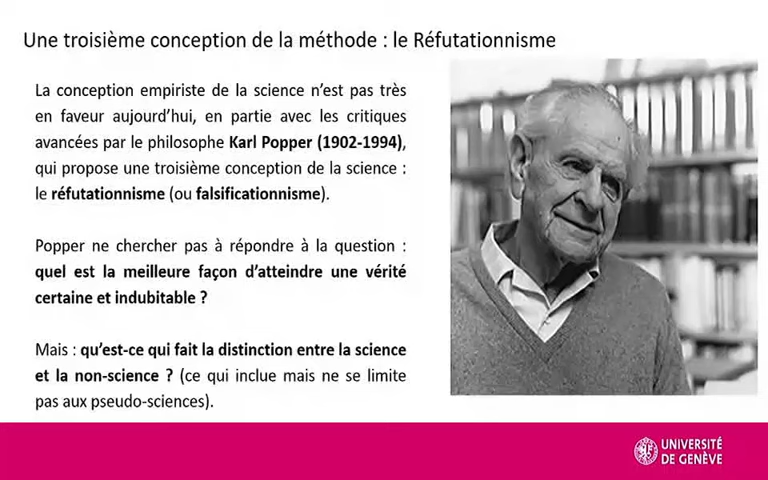 Une troisième conception de la méthode : le Réfutationnisme
La conception empiriste de la science n'est pas très
en faveur aujourd'hui, en partie avec les critiques
avancées par le philosophe Karl Popper (1902-1994),
qui propose une troisième conception de la science :
le réfutationnisme (ou falsificationnisme).
Popper ne chercher pas à répondre à la question :
quel est la meilleure façon d'atteindre une vérité
certaine et indubitable ?
Mais : qu'est-ce qui fait la distinction entre la science
et la non-science ? (ce qui inclue mais ne se limite
pas aux pseudo-sciences).
UNIVERSITÉ
DE GENÈVE